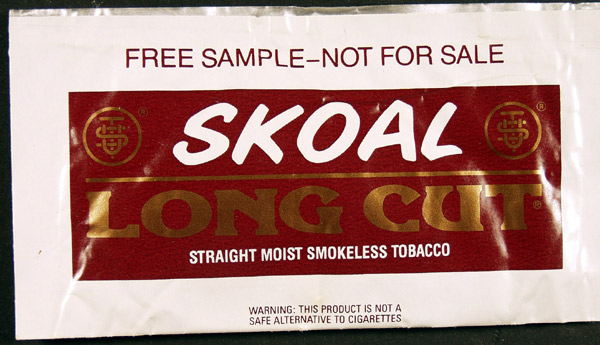 FREE SAMPLE–NOT FOR SALE
SKOAL
LONG CUT
STRAIGHT MOIST SMOKELESS TOBACCO
WARNING: THIS PRODUCT IS NOT A
SAFE ALTERNATIVE TO CIGARETTES